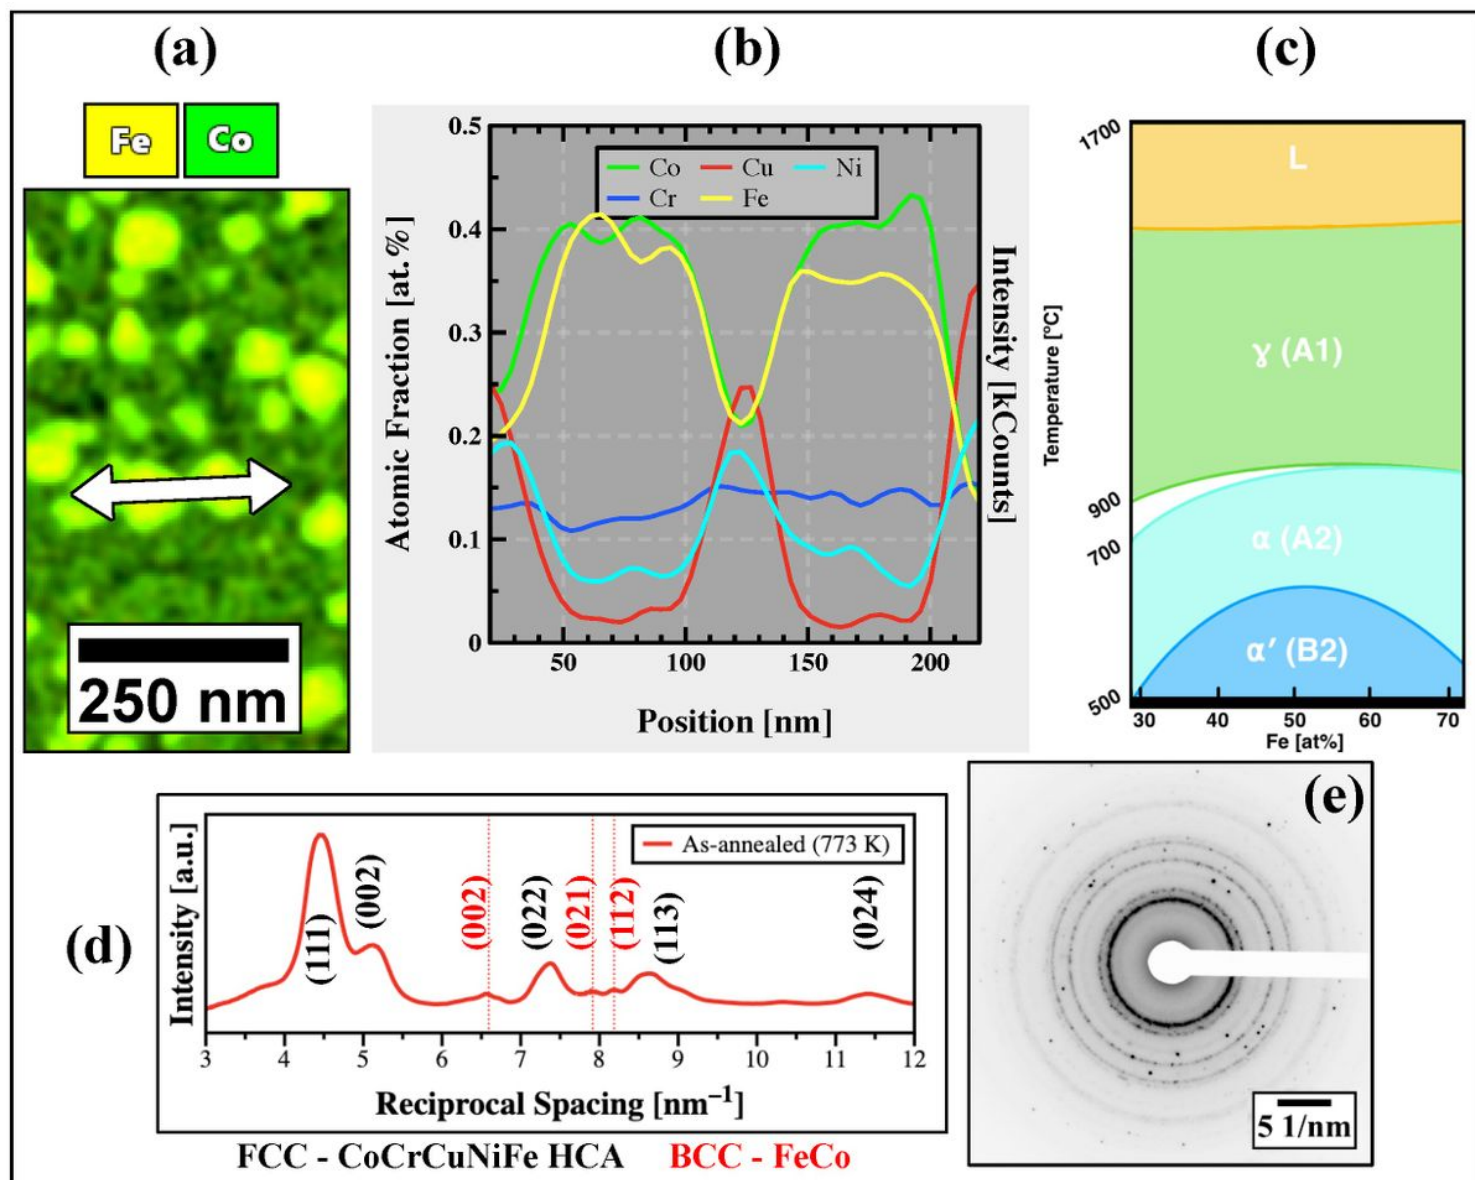 (a)
Fe Co
250 nm
(b)
0.5
0.4
0.3
0.2
0.1
0
Co Cu Ni
Cr Fe
Atomic Fraction [at.%]
Intensity [kCounts]
50 100 150 200
Position [nm]
(c)
1700
900
700
500
Temperature [°C]
L
γ (A1)
α (A2)
α′ (B2)
30 40 50 60 70
Fe [at%]
(d)
Intensity [a.u.]
As-annealed (773 K)
(111) (002) (002) (022) (021) (112) (113) (024)
3 4 5 6 7 8 9 10 11 12
Reciprocal Spacing [nm⁻¹]
FCC - CoCrCuNiFe HCA BCC - FeCo
(e)
5 1/nm